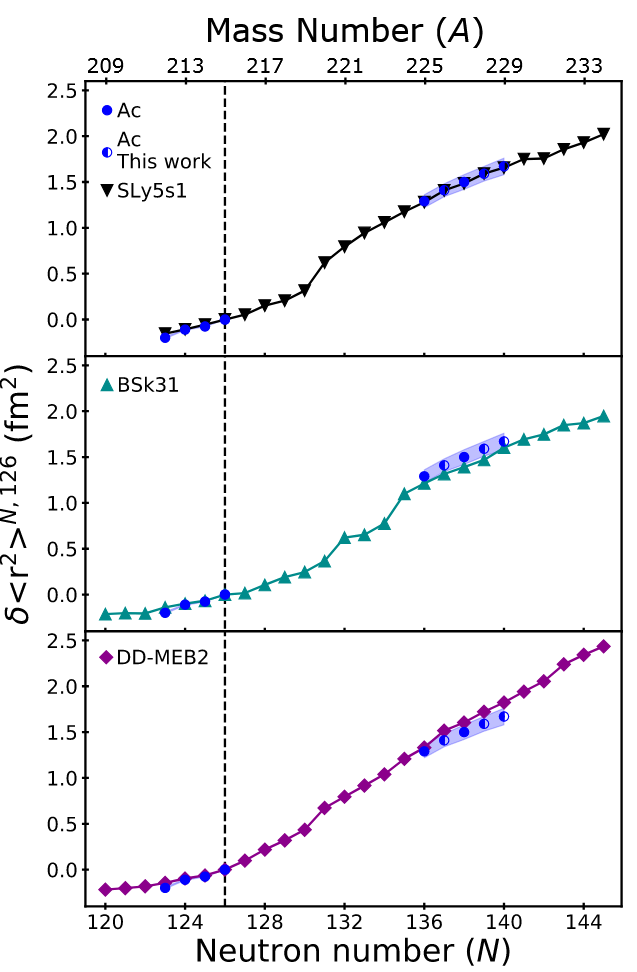 Mass Number (A)
209 213 217 221 225 229 233
2.5
Ac
2.0
Ac
This work
1.5
SLy5s1
1.0
0.5
0.0
2.5
BSk31
2.0
1.5
1.0
0.5
0.0
δ<r²>ᴺ,¹²⁶ (fm²)
2.5
DD-MEB2
2.0
1.5
1.0
0.5
0.0
120 124 128 132 136 140 144
Neutron number (N)